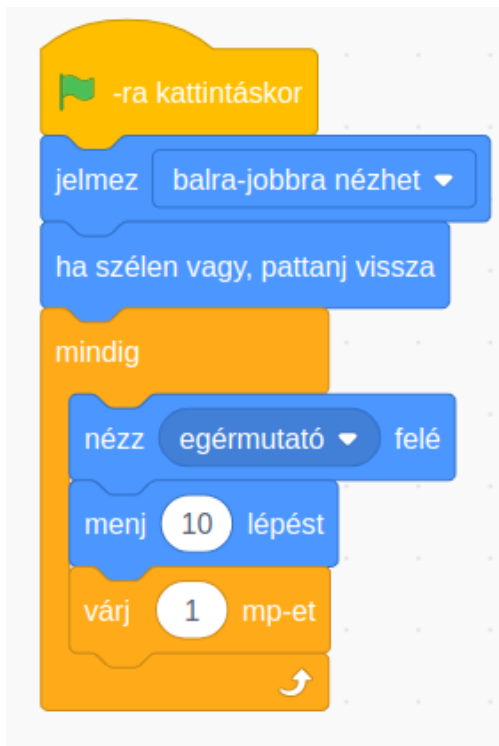 -ra kattintáskor
jelmez balra-jobbra nézhet
ha szélen vagy, pattanj vissza
mindig
nézz egérmutató felé
menj 10 lépést
várj 1 mp-et